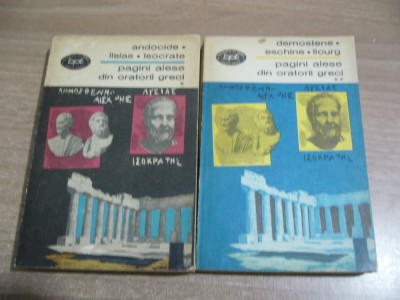 andocide •
lisias • isocrate
bpt
pagini alese
din oratorii greci
*
ΔΗΜΟΣΘΕΝΗ•
ΑΙΣΧΙΝΗΣ
ΛΥΣΙΑΣ
ΙΣΟΚΡΑΤΗΣ
demostene •
eschine • licurg
bpt
pagini alese
din oratorii greci
**
ΔΗΜΟΣΘΕΝΗ•
ΑΙΣΧΙΝΗΣ
ΛΥΣΙΑΣ
ΙΣΟΚΡΑΤΗΣ